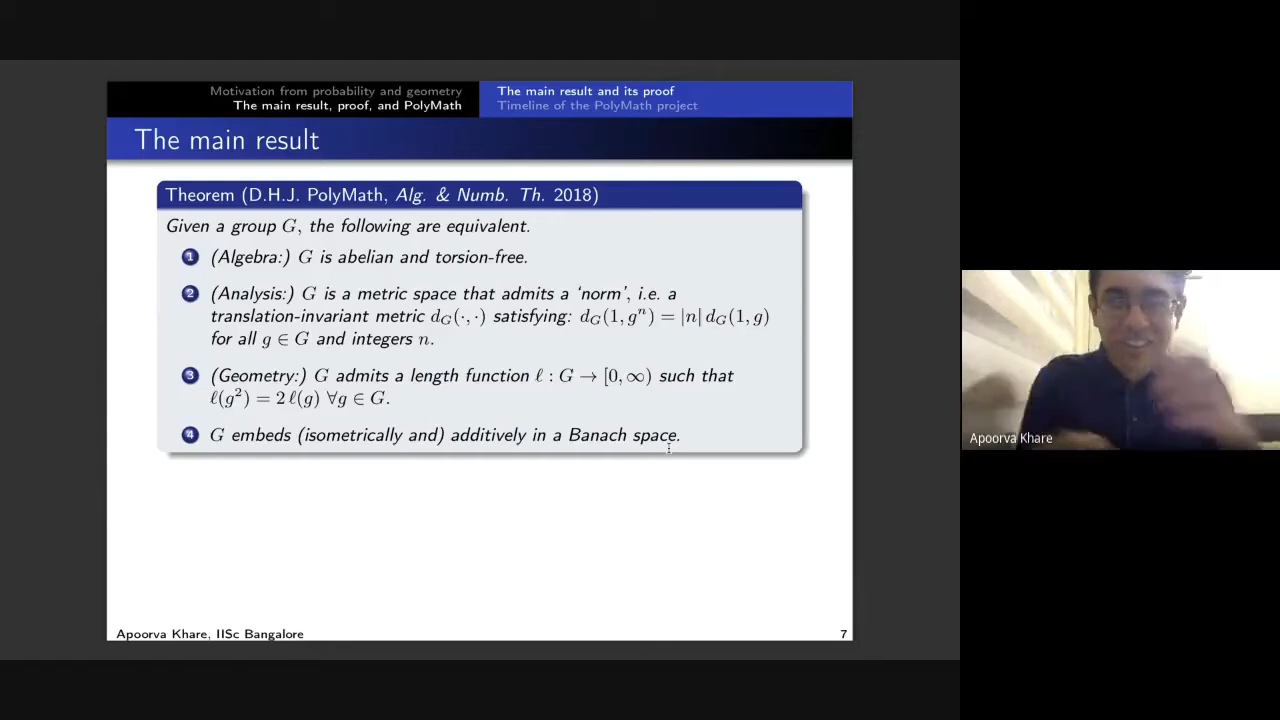 Motivation from probability and geometry
The main result, proof, and PolyMath
The main result and its proof
Timeline of the PolyMath project
The main result
Theorem (D.H.J. PolyMath, Alg. & Numb. Th. 2018)
Given a group G, the following are equivalent.
1 (Algebra:) G is abelian and torsion-free.
2 (Analysis:) G is a metric space that admits a ‘norm’, i.e. a
translation-invariant metric d_G(·,·) satisfying: d_G(1, gⁿ) = |n| d_G(1, g)
for all g ∈ G and integers n.
3 (Geometry:) G admits a length function ℓ : G → [0, ∞) such that
ℓ(g²) = 2 ℓ(g) ∀g ∈ G.
4 G embeds (isometrically and) additively in a Banach space.
Apoorva Khare, IISc Bangalore
7
Apoorva Khare